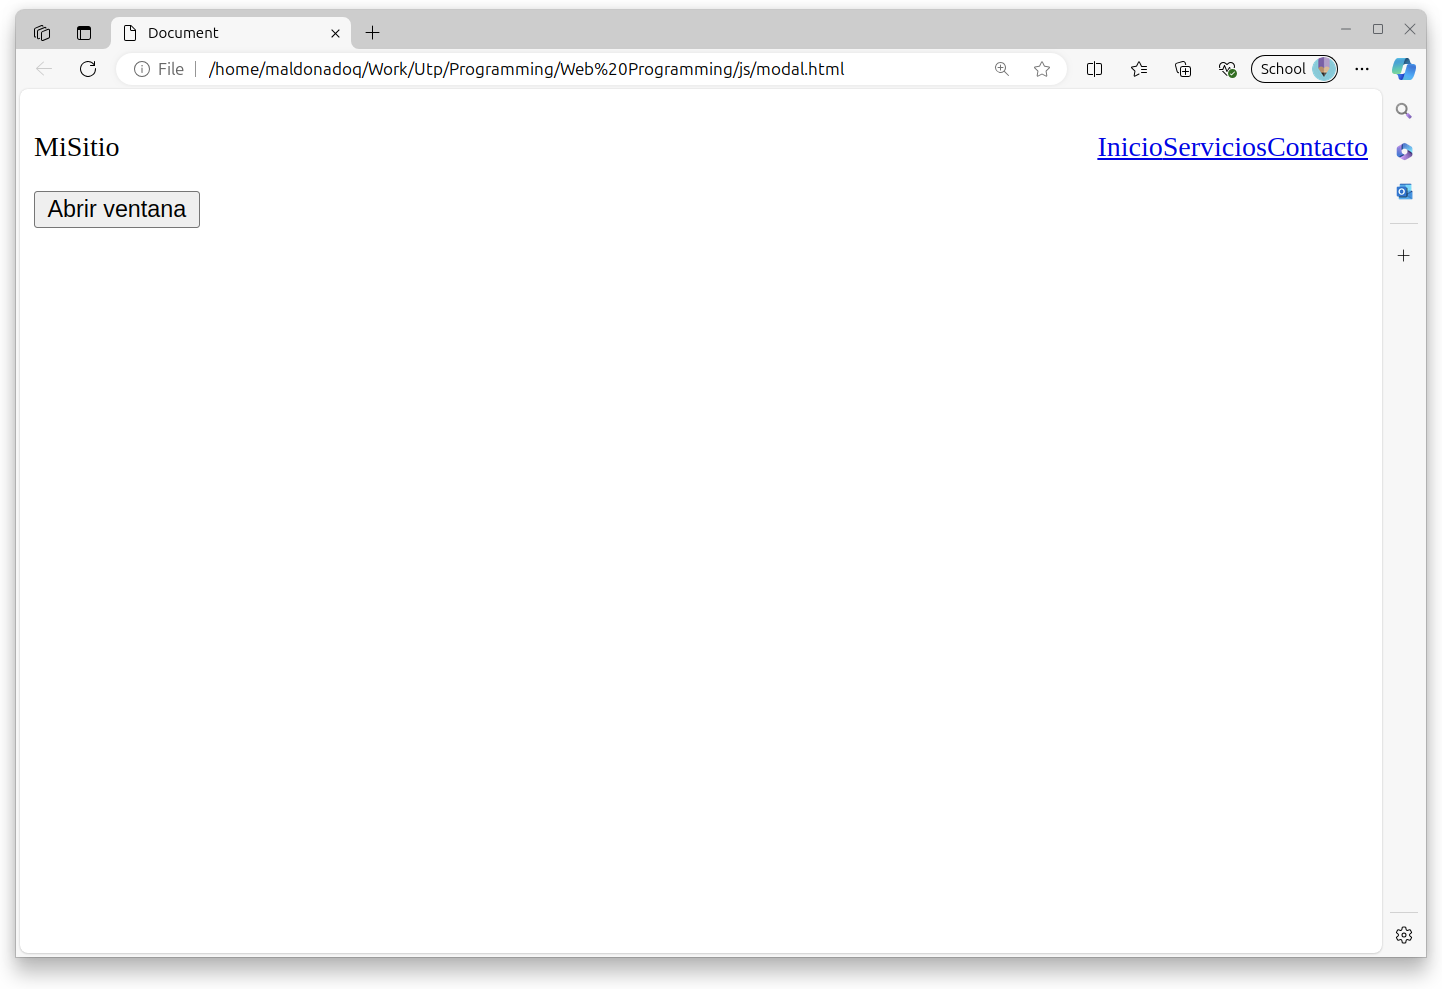 Document
File /home/maldonadoq/Work/Utp/Programming/Web%20Programming/js/modal.html School
MiSitio InicioServiciosContacto
Abrir ventana